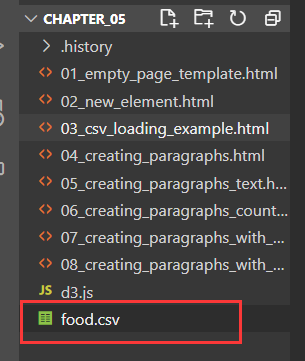 CHAPTER_05
.history
01_empty_page_template.html
02_new_element.html
03_csv_loading_example.html
04_creating_paragraphs.html
05_creating_paragraphs_text.h...
06_creating_paragraphs_count...
07_creating_paragraphs_with_...
08_creating_paragraphs_with_...
JS d3.js
food.csv